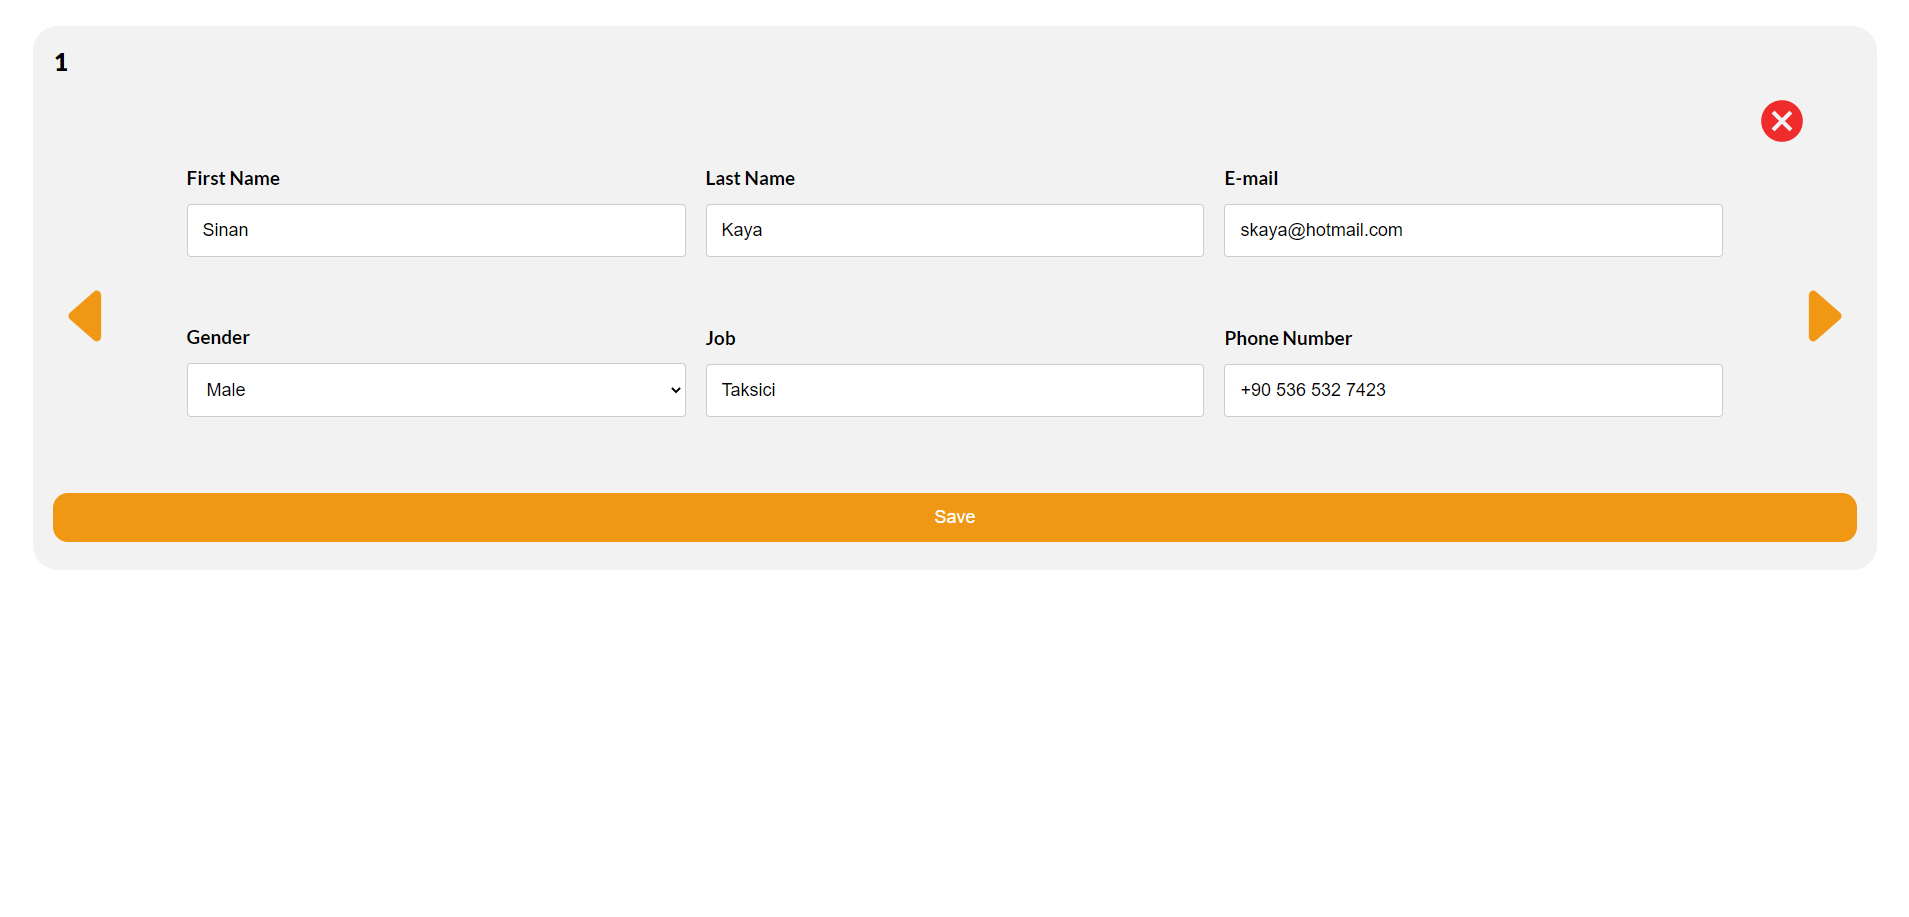 1
First Name
Last Name
E-mail
Sinan
Kaya
skaya@hotmail.com
Gender
Job
Phone Number
Male
Taksici
+90 536 532 7423
Save